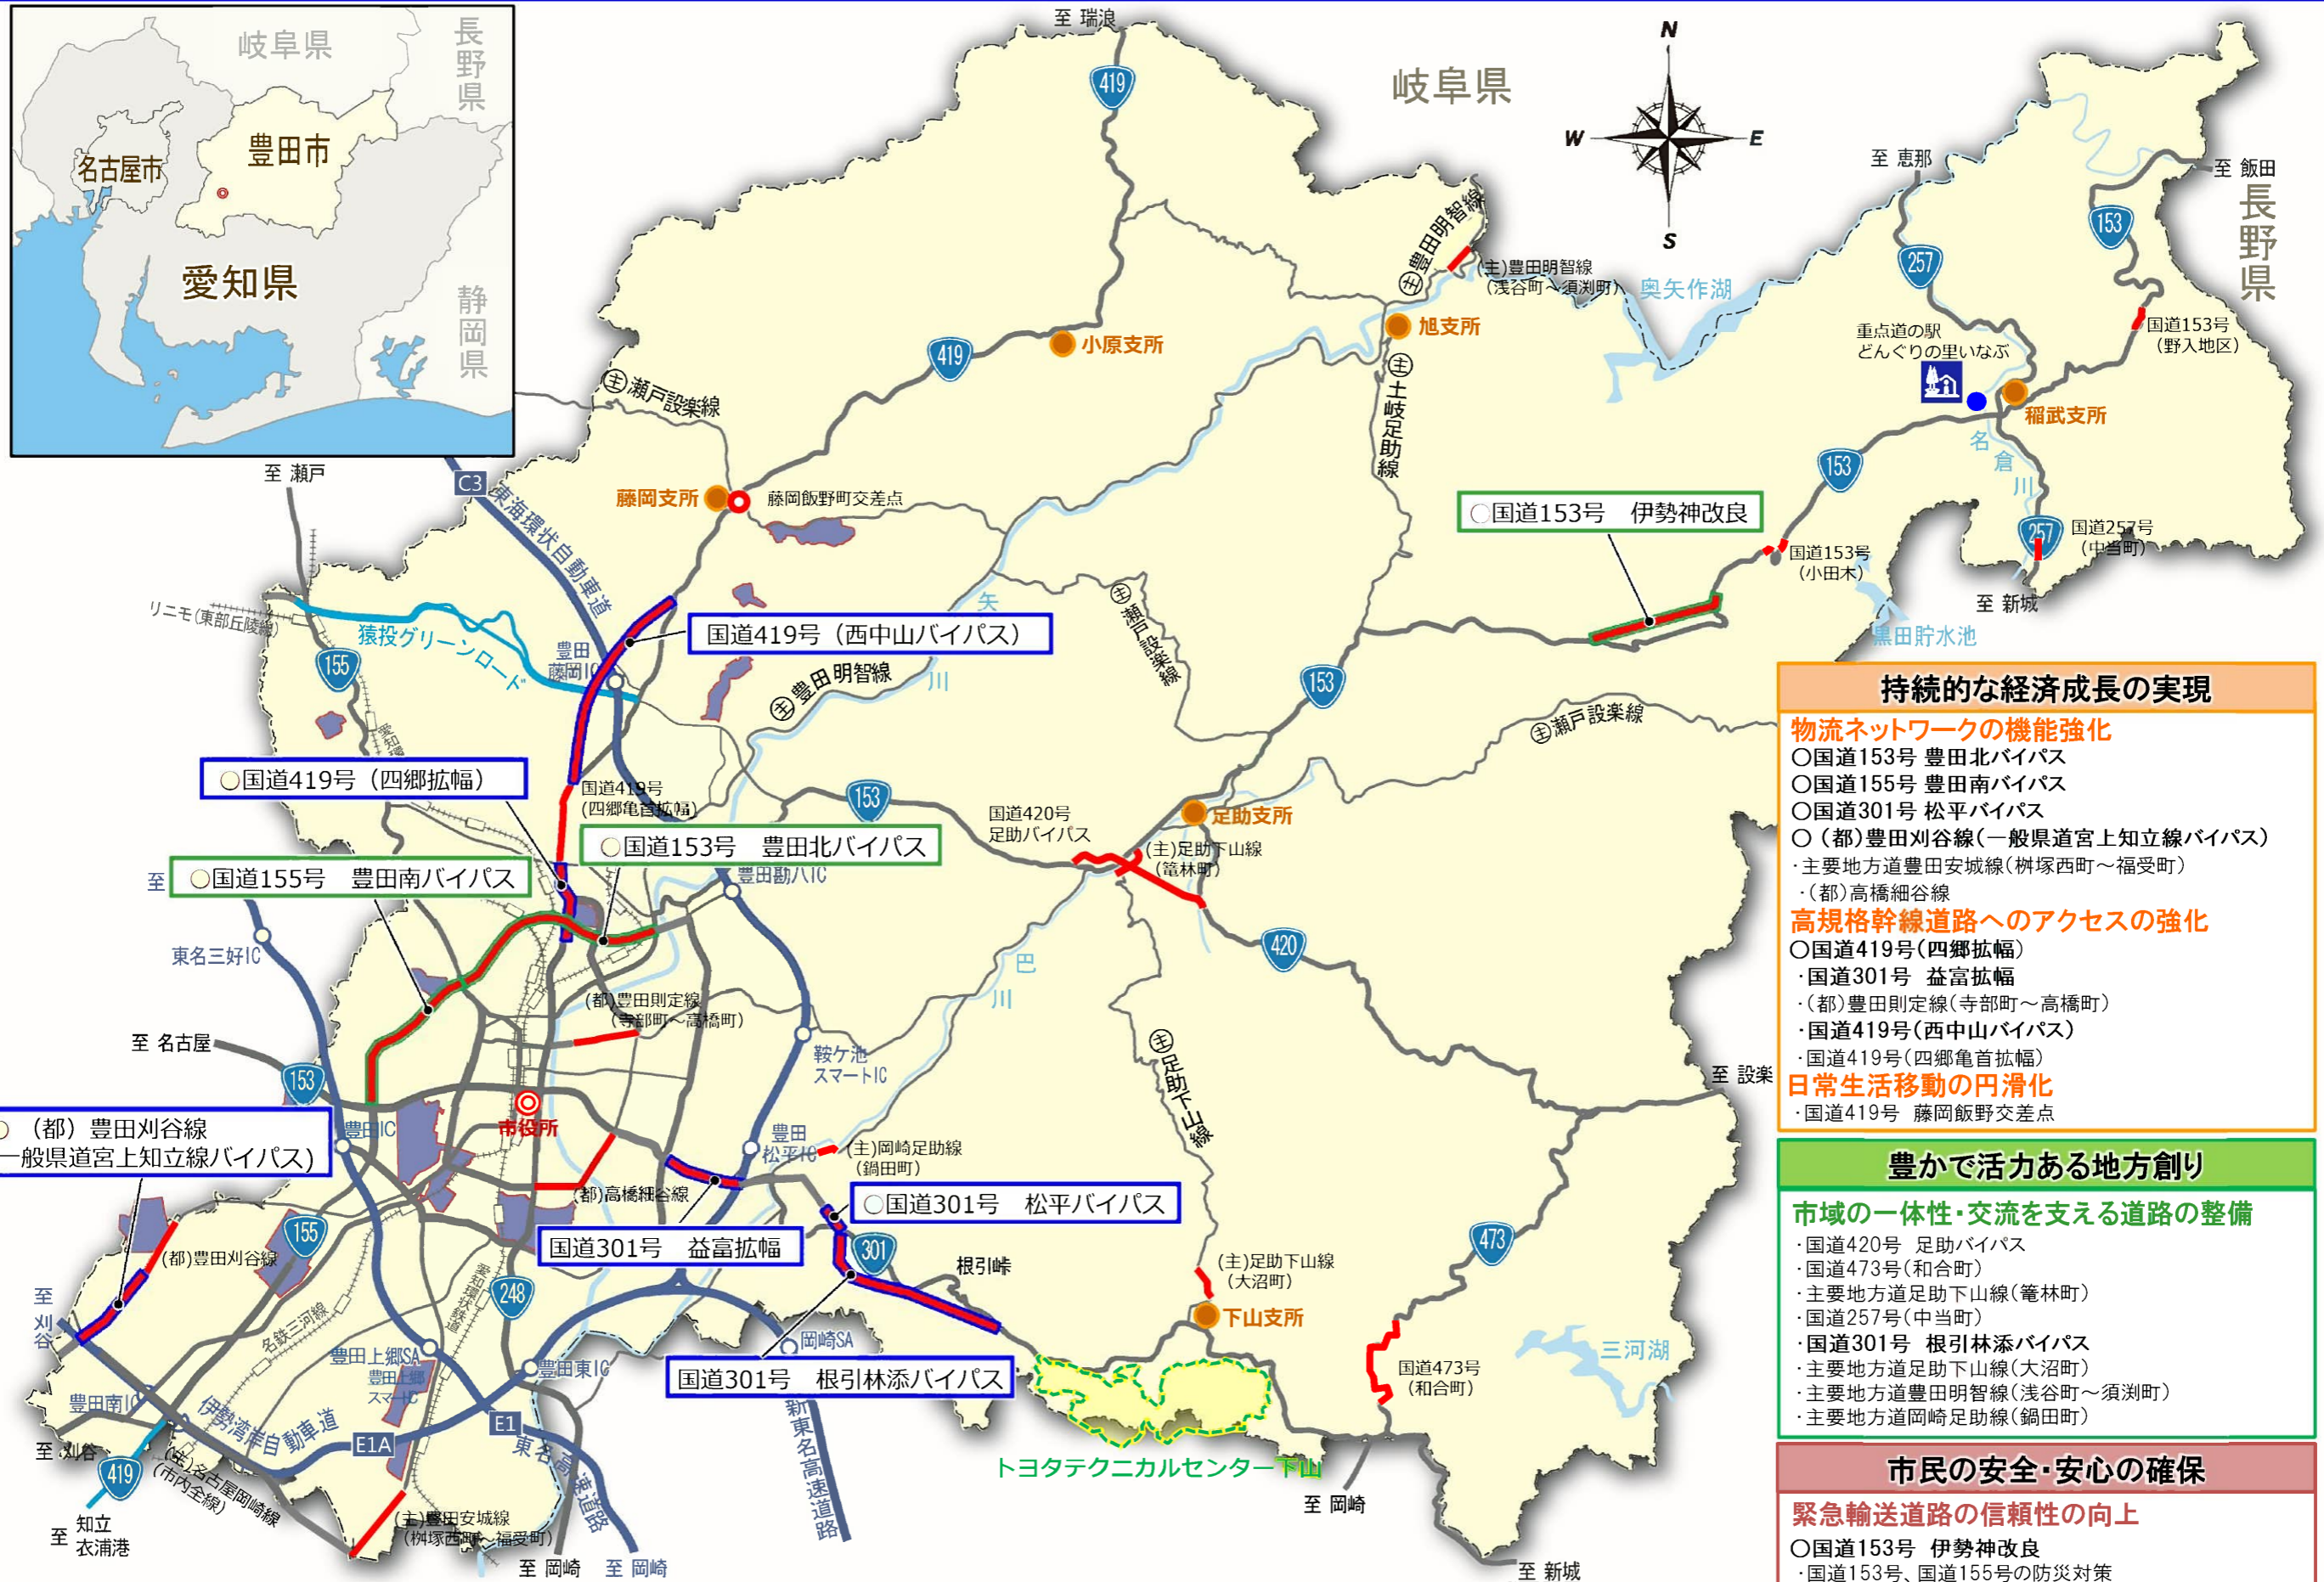 岐阜県
長野県
名古屋市
豊田市
愛知県
静岡県
至 瑞浪
419
岐阜県
N
W
E
S
至 恵那
至 飯田
長野県
153
257
主豊田明智線
(主)豊田明智線
(浅谷町～須渕町)
奥矢作湖
旭支所
小原支所
419
主瀬戸設楽線
主土岐足助線
重点道の駅
どんぐりの里いなぶ
国道153号
(野入地区)
稲武支所
名倉川
153
257
国道257号
(中当町)
至 新城
黒田貯水池
国道153号
(小田木)
○国道153号 伊勢神改良
至 瀬戸
C3
東海環状自動車道
藤岡支所
藤岡飯野町交差点
リニモ(東部丘陵線)
猿投グリーンロード
155
豊田
藤岡IC
国道419号（西中山バイパス）
主豊田明智線
矢
川
主瀬戸設楽線
153
主瀬戸設楽線
愛知環
○国道419号（四郷拡幅）
国道419号
(四郷亀首拡幅)
153
国道420号
足助バイパス
足助支所
(主)足助下山線
(篭林町)
○国道153号 豊田北バイパス
○国道155号 豊田南バイパス
至
豊田勘八IC
東名三好IC
420
巴
川
(都)豊田則定線
(寺部町～高橋町)
至 名古屋
153
鞍ケ池
スマートIC
主足助下山線
至 設楽
市役所
豊田IC
（都）豊田刈谷線
一般県道宮上知立線バイパス)
豊田
松平IC
(主)岡崎足助線
(鍋田町)
(都)高橋細谷線
○国道301号 松平バイパス
国道301号 益富拡幅
301
155
(都)豊田刈谷線
根引峠
(主)足助下山線
(大沼町)
下山支所
473
248
愛知環状鉄道
名鉄三河線
至 刈谷
豊田上郷SA
豊田上郷
スマートIC
豊田東IC
岡崎SA
国道301号 根引林添バイパス
国道473号
(和合町)
三河湖
豊田南IC
伊勢湾岸自動車道
E1A
E1
東名高速道路
新東名高速道路
トヨタテクニカルセンター下山
至 刈谷
419
(主)名古屋岡崎線
(市内全線)
至 知立
衣浦港
(主)豊田安城線
(桝塚西町～福受町)
至 岡崎
至 岡崎
至 岡崎
至 新城
持続的な経済成長の実現
物流ネットワークの機能強化
○国道153号 豊田北バイパス
○国道155号 豊田南バイパス
○国道301号 松平バイパス
○（都)豊田刈谷線(一般県道宮上知立線バイパス)
・主要地方道豊田安城線(桝塚西町～福受町)
・(都)高橋細谷線
高規格幹線道路へのアクセスの強化
○国道419号(四郷拡幅)
・国道301号 益富拡幅
・(都)豊田則定線(寺部町～高橋町)
・国道419号(西中山バイパス)
・国道419号(四郷亀首拡幅)
日常生活移動の円滑化
・国道419号 藤岡飯野交差点
豊かで活力ある地方創り
市域の一体性・交流を支える道路の整備
・国道420号 足助バイパス
・国道473号(和合町)
・主要地方道足助下山線(篭林町)
・国道257号(中当町)
・国道301号 根引林添バイパス
・主要地方道足助下山線(大沼町)
・主要地方道豊田明智線(浅谷町～須渕町)
・主要地方道岡崎足助線(鍋田町)
市民の安全・安心の確保
緊急輸送道路の信頼性の向上
○国道153号 伊勢神改良
・国道153号、国道155号の防災対策